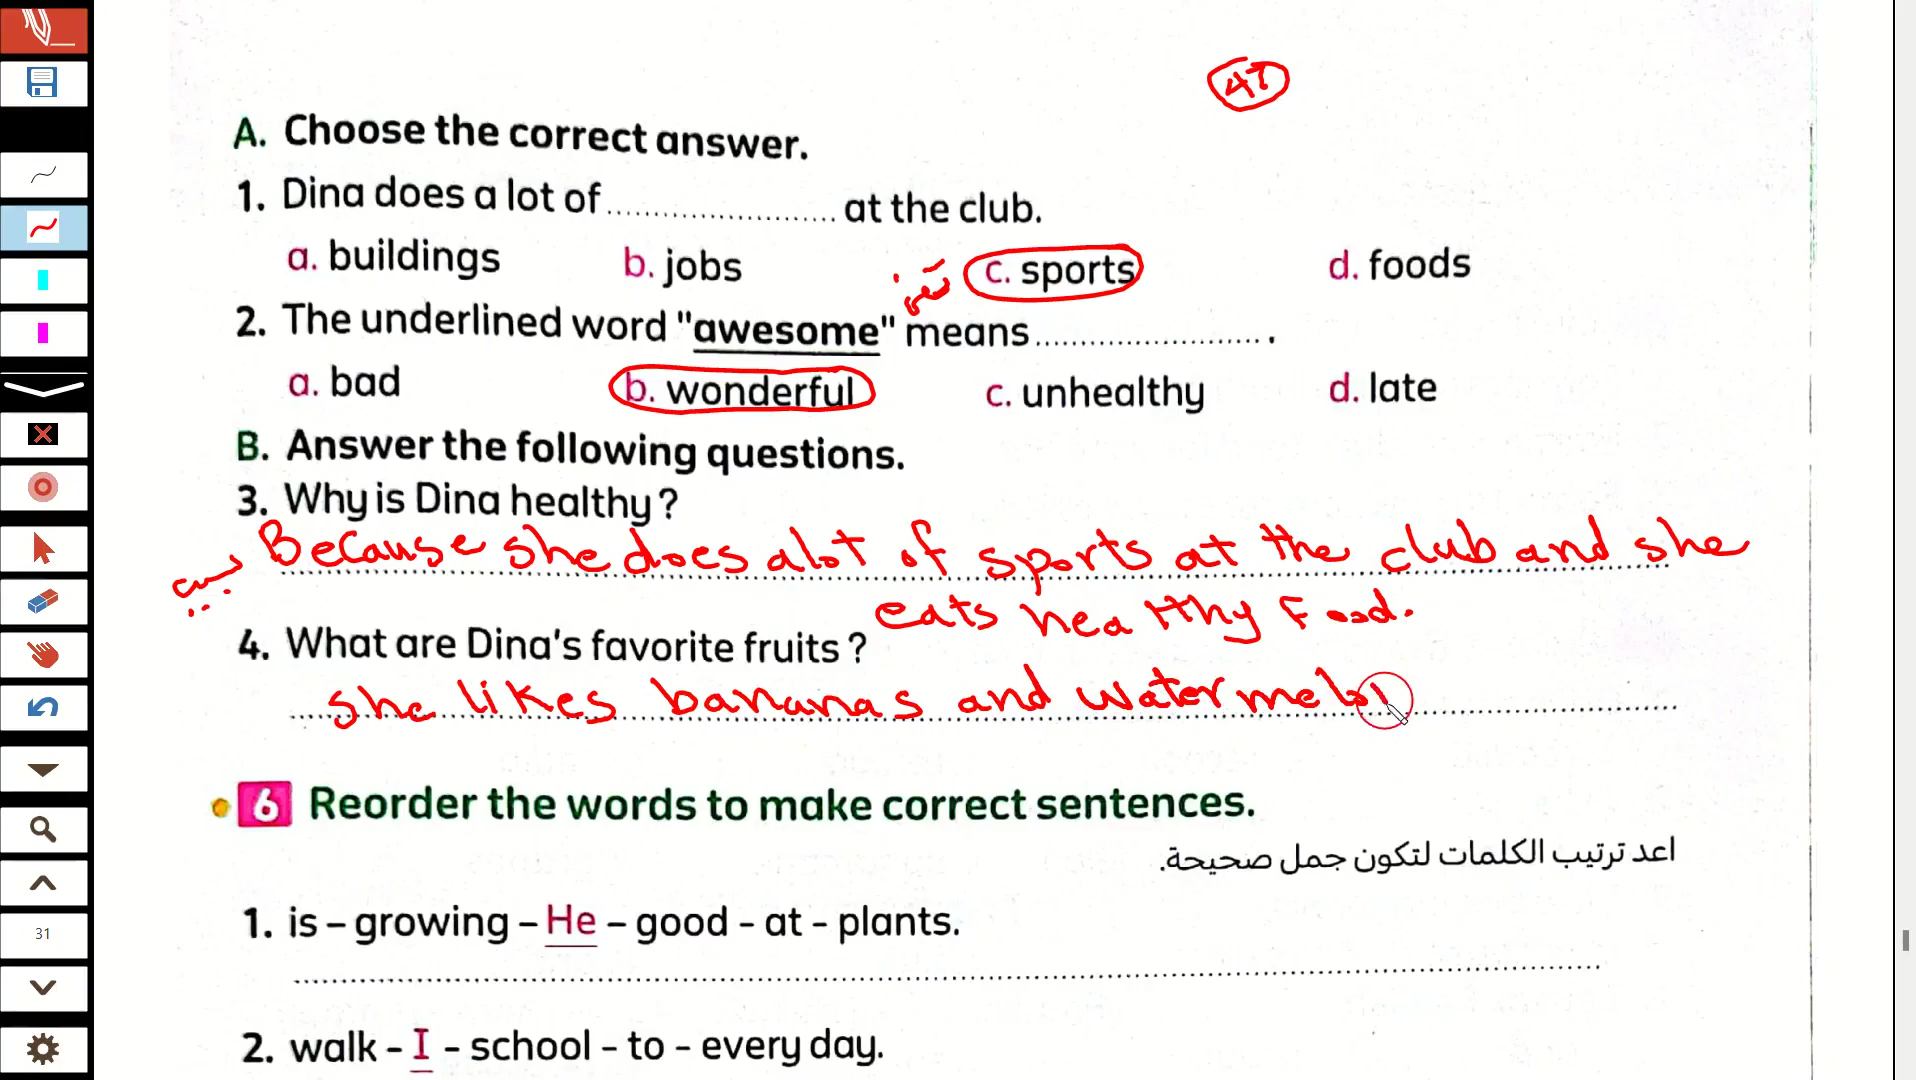 47
A. Choose the correct answer.
1. Dina does a lot of ........................ at the club.
a. buildings b. jobs c. sports d. foods
2. The underlined word "awesome" means ........................ .
a. bad b. wonderful c. unhealthy d. late
B. Answer the following questions.
3. Why is Dina healthy?
Because she does a lot of sports at the club and she
eats healthy Food.
4. What are Dina's favorite fruits?
she likes bananas and watermelon
6 Reorder the words to make correct sentences.
اعد ترتيب الكلمات لتكون جمل صحيحة.
1. is – growing – He – good – at – plants.
2. walk – I – school – to – every day.
31